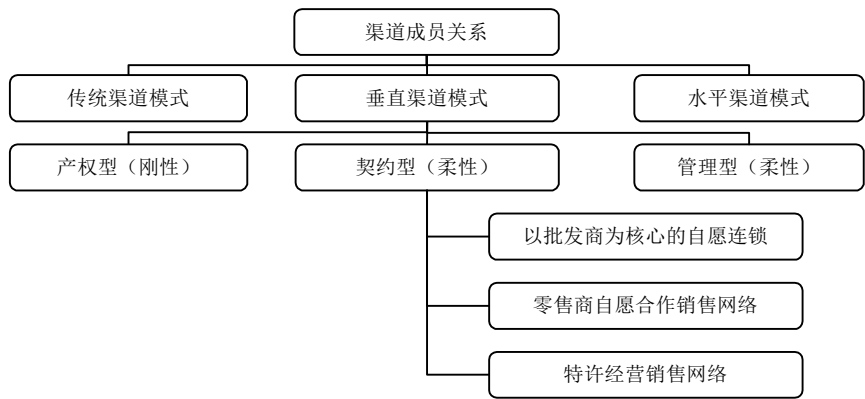 渠道成员关系
传统渠道模式
垂直渠道模式
水平渠道模式
产权型（刚性）
契约型（柔性）
管理型（柔性）
以批发商为核心的自愿连锁
零售商自愿合作销售网络
特许经营销售网络